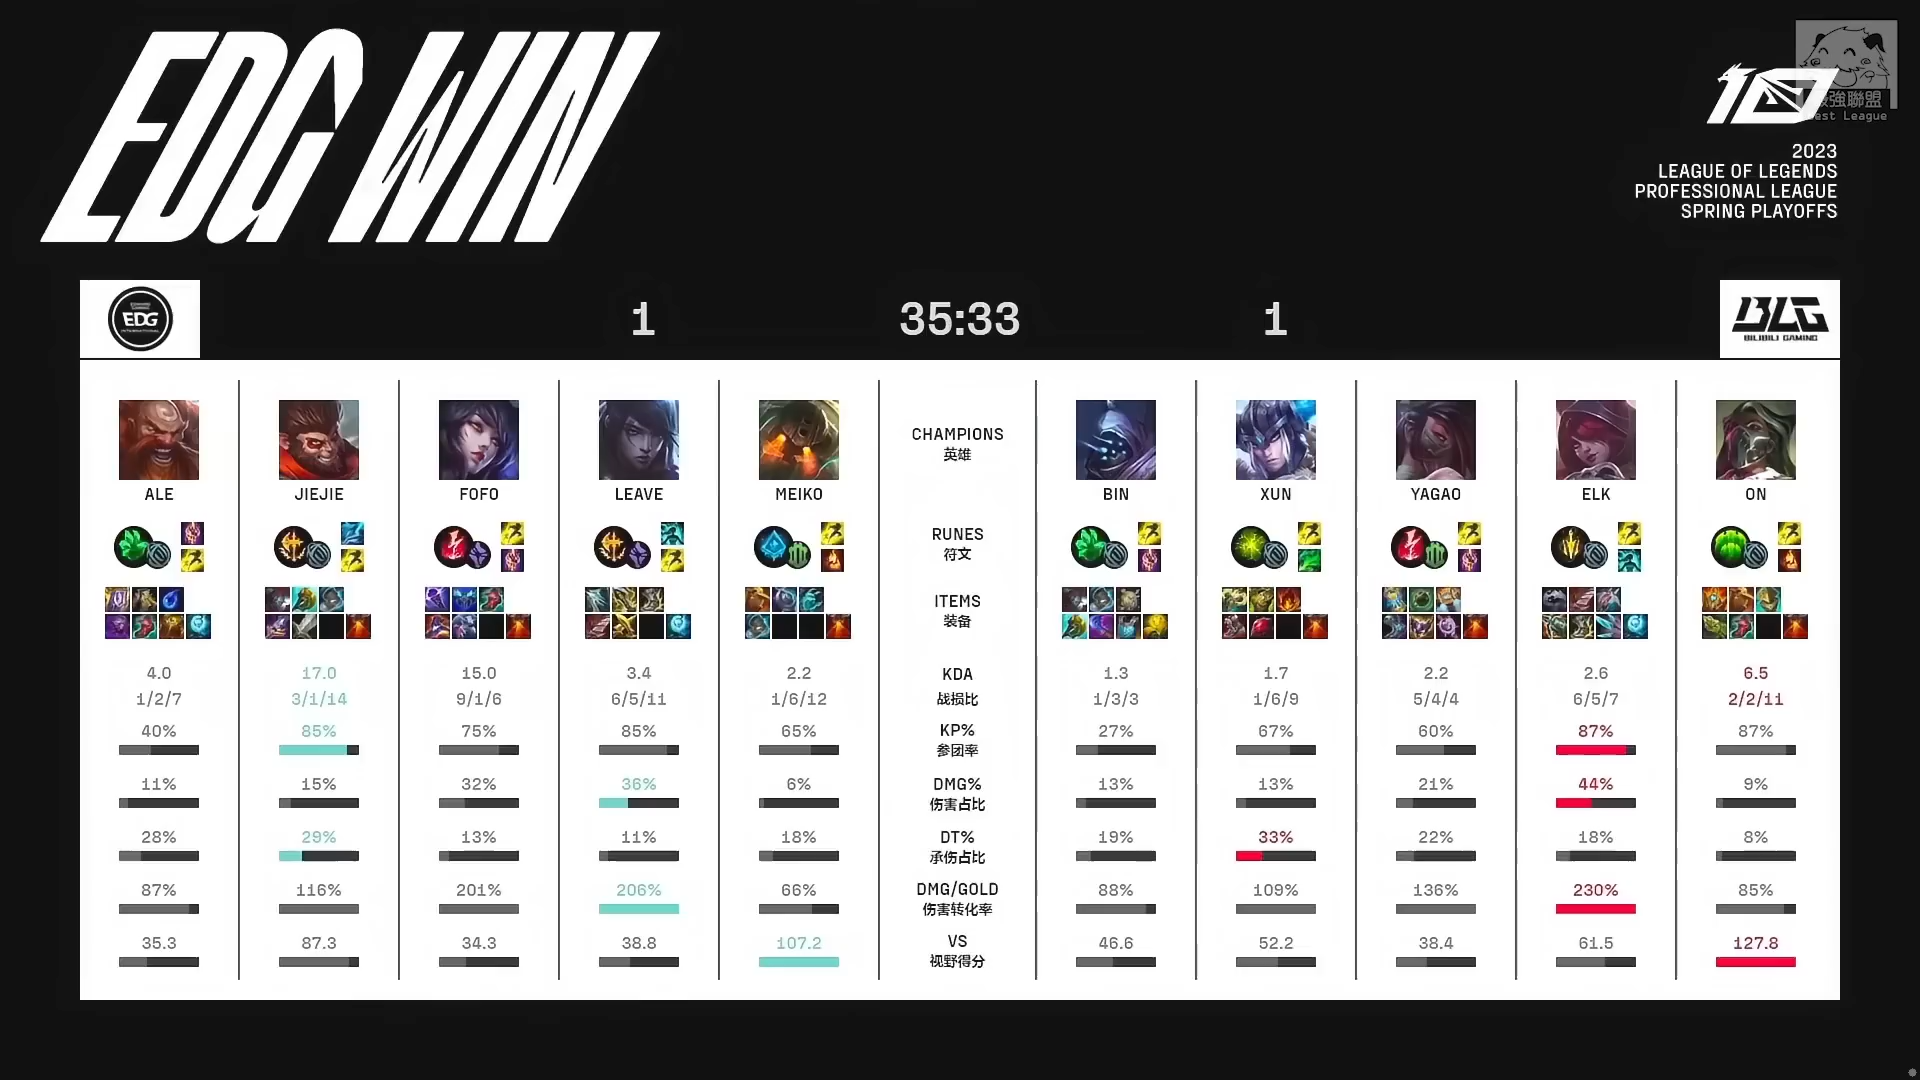 EDG WIN
最強聯盟
Best League
2023
LEAGUE OF LEGENDS
PROFESSIONAL LEAGUE
SPRING PLAYOFFS
EDG
1
35:33
1
BLG
BILIBILI GAMING
CHAMPIONS
英雄
ALE
JIEJIE
FOFO
LEAVE
MEIKO
BIN
XUN
YAGAO
ELK
ON
RUNES
符文
ITEMS
装备
4.0 17.0 15.0 3.4 2.2 KDA 1.3 1.7 2.2 2.6 6.5
1/2/7 3/1/14 9/1/6 6/5/11 1/6/12 战损比 1/3/3 1/6/9 5/4/4 6/5/7 2/2/11
40% 85% 75% 85% 65% KP% 27% 67% 60% 87% 87%
参团率
11% 15% 32% 36% 6% DMG% 13% 13% 21% 44% 9%
伤害占比
28% 29% 13% 11% 18% DT% 19% 33% 22% 18% 8%
承伤占比
87% 116% 201% 206% 66% DMG/GOLD 88% 109% 136% 230% 85%
伤害转化率
35.3 87.3 34.3 38.8 107.2 VS 46.6 52.2 38.4 61.5 127.8
视野得分